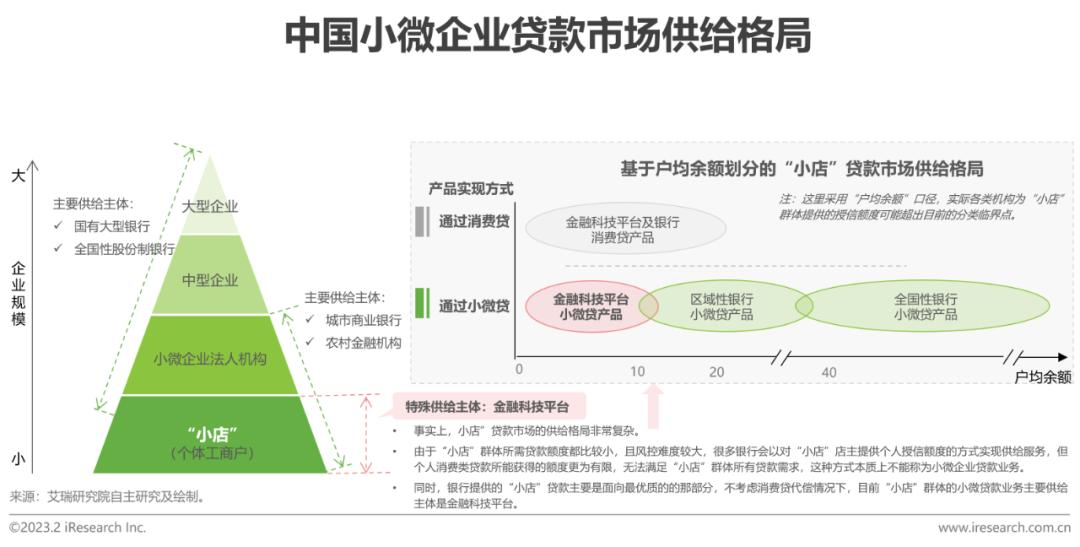 中国小微企业贷款市场供给格局
大
企
业
规
模
小
主要供给主体：
✓ 国有大型银行
✓ 全国性股份制银行
大型企业
中型企业
小微企业法人机构
“小店”
（个体工商户）
主要供给主体：
✓ 城市商业银行
✓ 农村金融机构
基于户均余额划分的“小店”贷款市场供给格局
产品实现方式
注：这里采用“户均余额”口径，实际各类机构为“小店”
群体提供的授信额度可能超出目前的分类临界点。
通过消费贷
金融科技平台及银行
消费贷产品
通过小微贷
金融科技平台
小微贷产品
区域性银行
小微贷产品
全国性银行
小微贷产品
0
10
20
40
户均余额
特殊供给主体：金融科技平台
• 事实上，小店”贷款市场的供给格局非常复杂。
• 由于“小店”群体所需贷款额度都比较小，且风控难度较大，很多银行会以对“小店”店主提供个人授信额度的方式实现供给服务，但
个人消费类贷款所能获得的额度更为有限，无法满足“小店”群体所有贷款需求，这种方式本质上不能称为小微企业贷款业务。
• 同时，银行提供的“小店”贷款主要是面向最优质的的那部分，不考虑消费贷代偿情况下，目前“小店”群体的小微贷款业务主要供给
主体是金融科技平台。
来源：艾瑞研究院自主研究及绘制。
©2023.2 iResearch Inc.
www.iresearch.com.cn